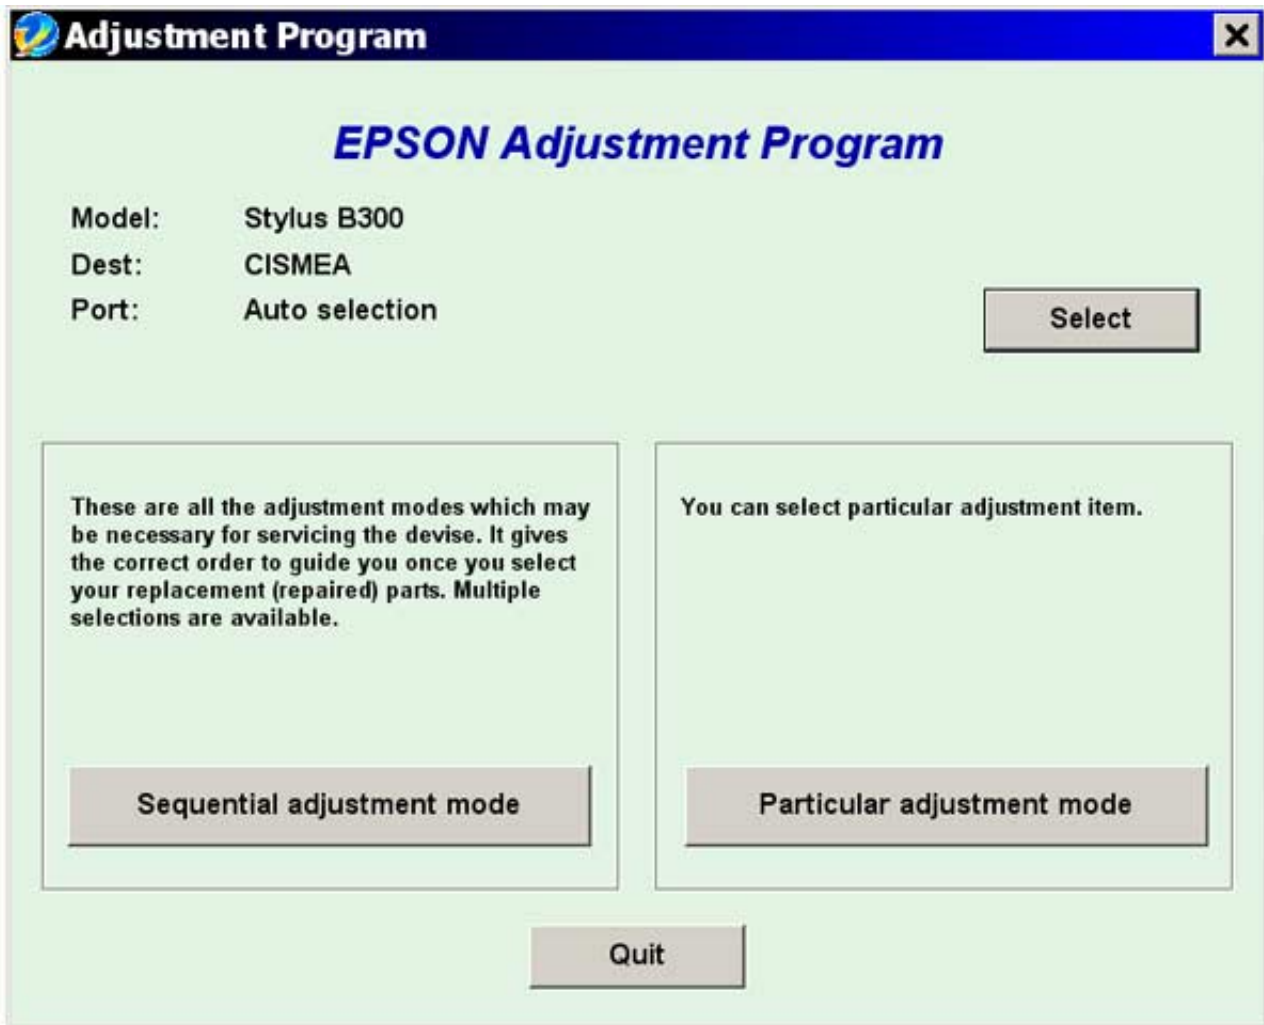 Adjustment Program
EPSON Adjustment Program
Model: Stylus B300
Dest: CISMEA
Port: Auto selection
Select
These are all the adjustment modes which may
be necessary for servicing the devise. It gives
the correct order to guide you once you select
your replacement (repaired) parts. Multiple
selections are available.
Sequential adjustment mode
You can select particular adjustment item.
Particular adjustment mode
Quit